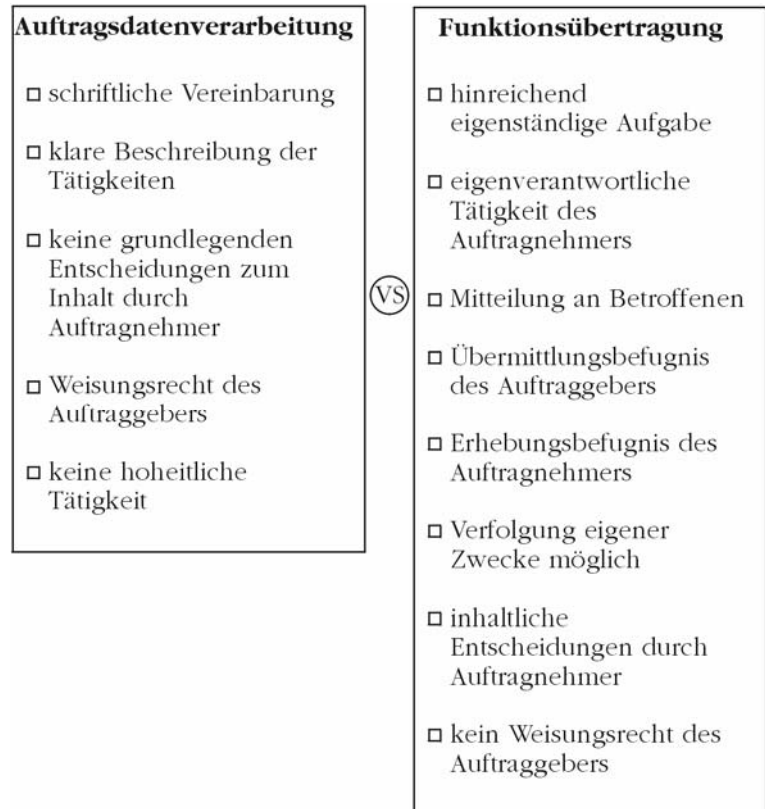 Auftragsdatenverarbeitung
□ schriftliche Vereinbarung
□ klare Beschreibung der
Tätigkeiten
□ keine grundlegenden
Entscheidungen zum
Inhalt durch
Auftragnehmer
□ Weisungsrecht des
Auftraggebers
□ keine hoheitliche
Tätigkeit
VS
Funktionsübertragung
□ hinreichend
eigenständige Aufgabe
□ eigenverantwortliche
Tätigkeit des
Auftragnehmers
□ Mitteilung an Betroffenen
□ Übermittlungsbefugnis
des Auftraggebers
□ Erhebungsbefugnis des
Auftragnehmers
□ Verfolgung eigener
Zwecke möglich
□ inhaltliche
Entscheidungen durch
Auftragnehmer
□ kein Weisungsrecht des
Auftraggebers